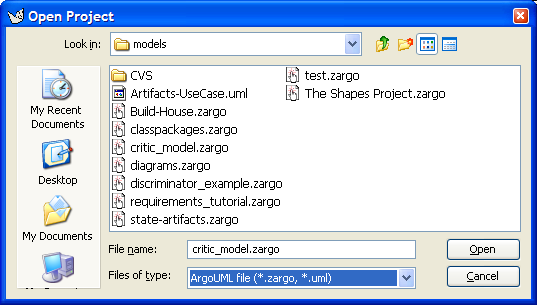 Open Project
Look in: models
My Recent Documents
Desktop
My Documents
CVS
Artifacts-UseCase.uml
Build-House.zargo
classpackages.zargo
critic_model.zargo
diagrams.zargo
discriminator_example.zargo
requirements_tutorial.zargo
state-artifacts.zargo
test.zargo
The Shapes Project.zargo
File name: critic_model.zargo
Open
Files of type: ArgoUML file (*.zargo, *.uml)
Cancel